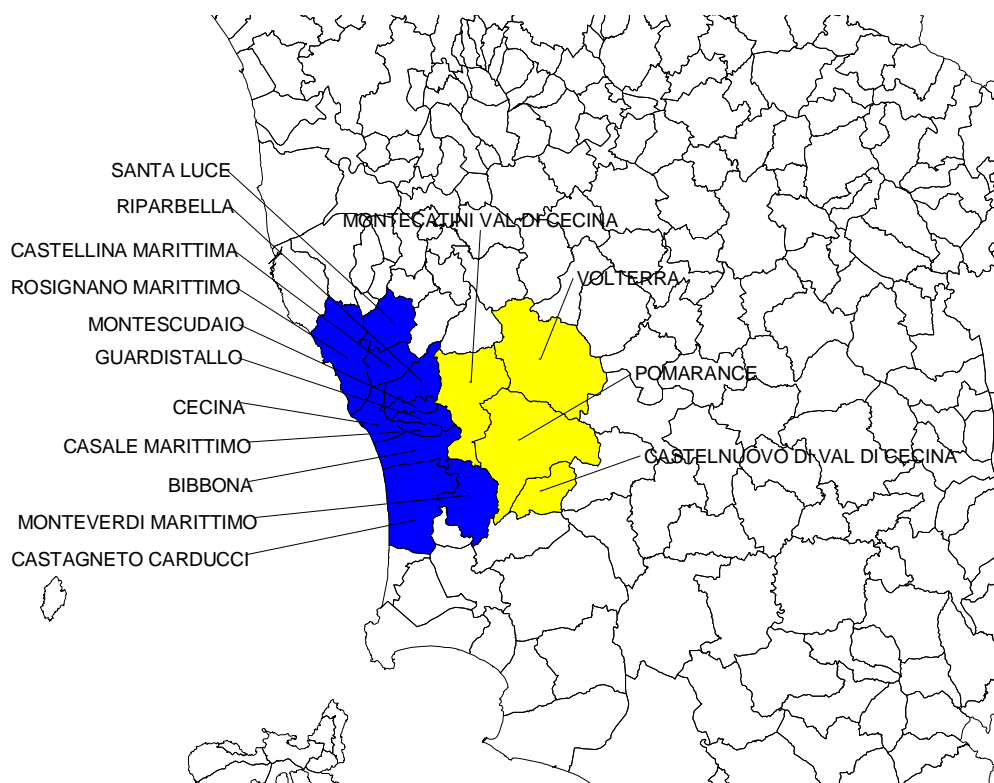 SANTA LUCE
RIPARBELLA
MONTECATINI VAL DI CECINA
CASTELLINA MARITTIMA
VOLTERRA
ROSIGNANO MARITTIMO
MONTESCUDAIO
GUARDISTALLO
POMARANCE
CECINA
CASALE MARITTIMO
CASTELNUOVO DI VAL DI CECINA
BIBBONA
MONTEVERDI MARITTIMO
CASTAGNETO CARDUCCI